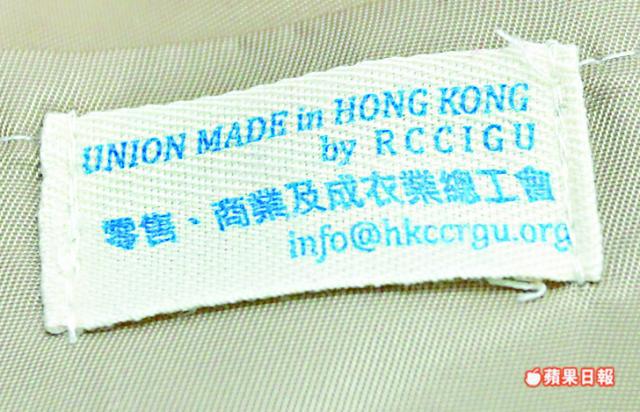 UNION MADE in HONG KONG
by RCCIGU
零售、商業及成衣業總工會
info@hkccrgu.org
蘋果日報